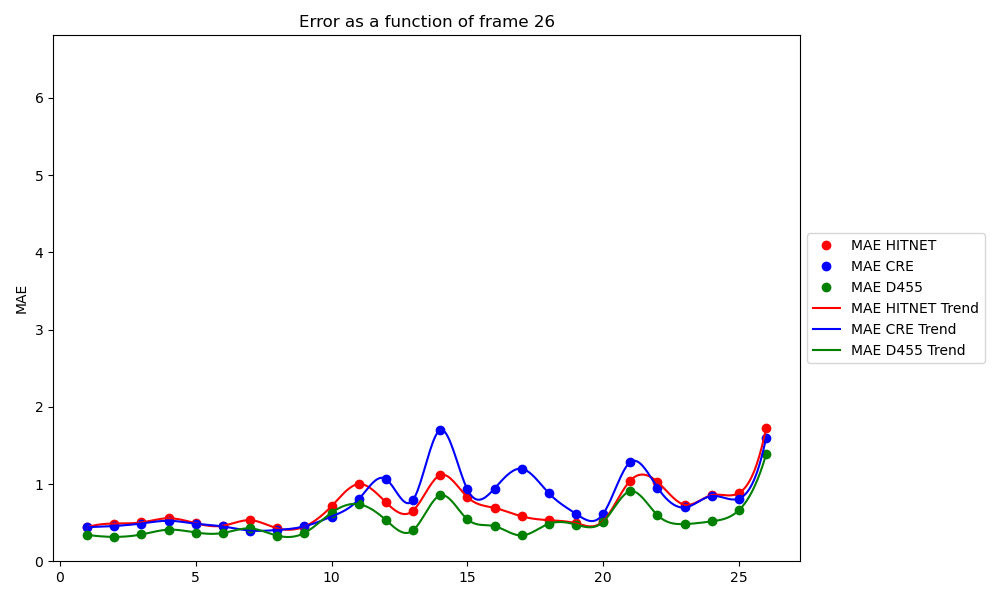 Error as a function of frame 26
MAE
6
5
4
3
2
1
0
0 5 10 15 20 25
MAE HITNET
MAE CRE
MAE D455
MAE HITNET Trend
MAE CRE Trend
MAE D455 Trend